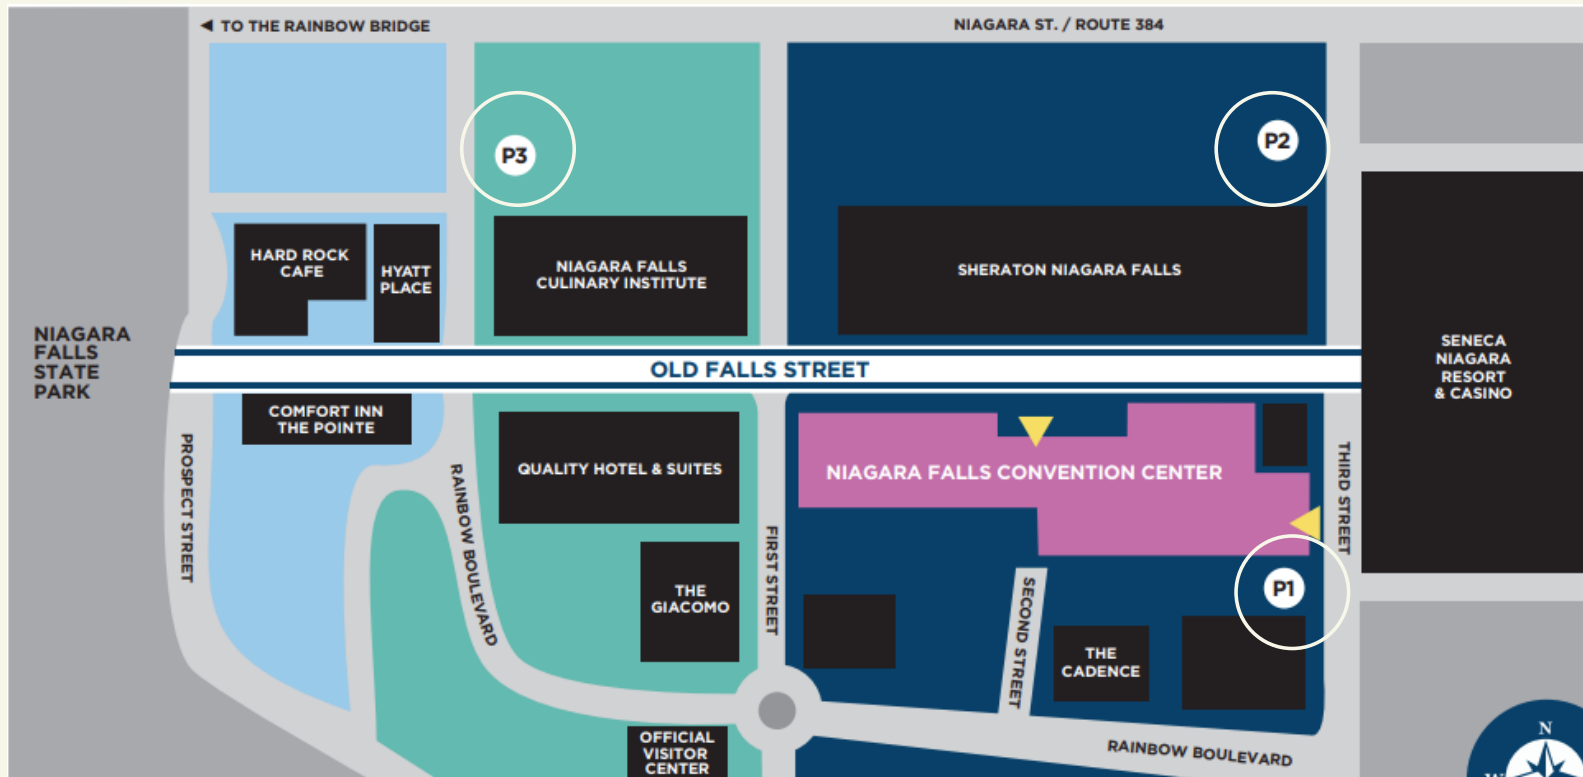 ◄ TO THE RAINBOW BRIDGE
NIAGARA ST. / ROUTE 384
P3
P2
HARD ROCK
CAFE
HYATT
PLACE
NIAGARA FALLS
CULINARY INSTITUTE
SHERATON NIAGARA FALLS
NIAGARA
FALLS
STATE
PARK
SENECA
NIAGARA
RESORT
& CASINO
OLD FALLS STREET
COMFORT INN
THE POINTE
PROSPECT STREET
RAINBOW BOULEVARD
QUALITY HOTEL & SUITES
NIAGARA FALLS CONVENTION CENTER
THIRD STREET
FIRST STREET
THE
GIACOMO
SECOND STREET
P1
THE
CADENCE
OFFICIAL
VISITOR
CENTER
RAINBOW BOULEVARD
N
W